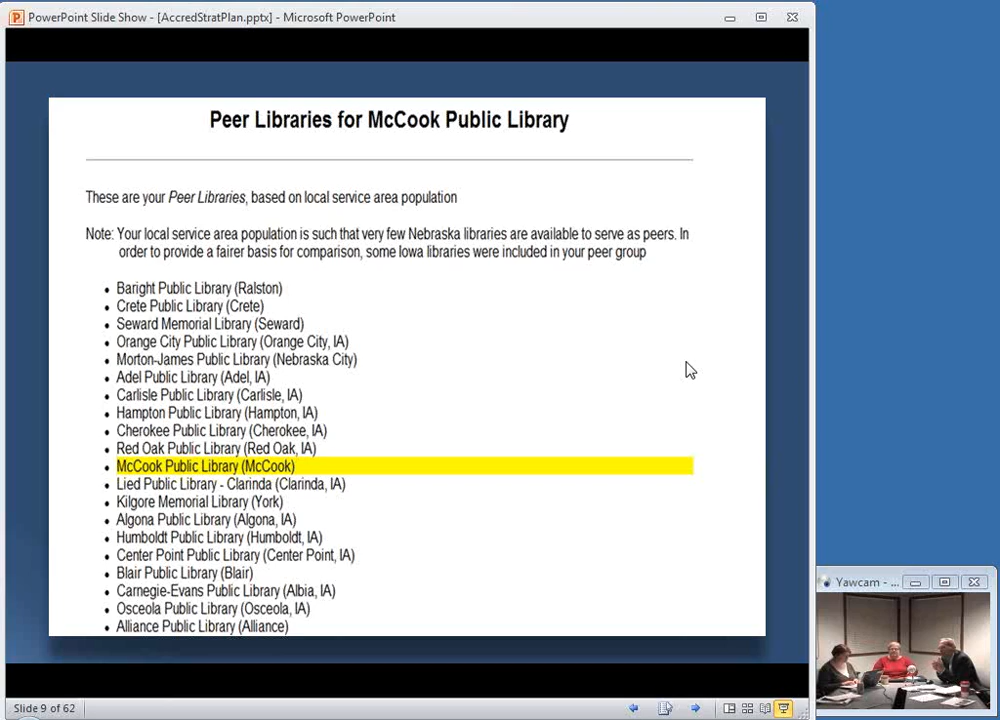 PowerPoint Slide Show - [AccredStratPlan.pptx] - Microsoft PowerPoint
Peer Libraries for McCook Public Library
These are your Peer Libraries, based on local service area population
Note: Your local service area population is such that very few Nebraska libraries are available to serve as peers. In
order to provide a fairer basis for comparison, some Iowa libraries were included in your peer group
• Baright Public Library (Ralston)
• Crete Public Library (Crete)
• Seward Memorial Library (Seward)
• Orange City Public Library (Orange City, IA)
• Morton-James Public Library (Nebraska City)
• Adel Public Library (Adel, IA)
• Carlisle Public Library (Carlisle, IA)
• Hampton Public Library (Hampton, IA)
• Cherokee Public Library (Cherokee, IA)
• Red Oak Public Library (Red Oak, IA)
• McCook Public Library (McCook)
• Lied Public Library - Clarinda (Clarinda, IA)
• Kilgore Memorial Library (York)
• Algona Public Library (Algona, IA)
• Humboldt Public Library (Humboldt, IA)
• Center Point Public Library (Center Point, IA)
• Blair Public Library (Blair)
• Carnegie-Evans Public Library (Albia, IA)
• Osceola Public Library (Osceola, IA)
• Alliance Public Library (Alliance)
Yawcam - ...
Slide 9 of 62